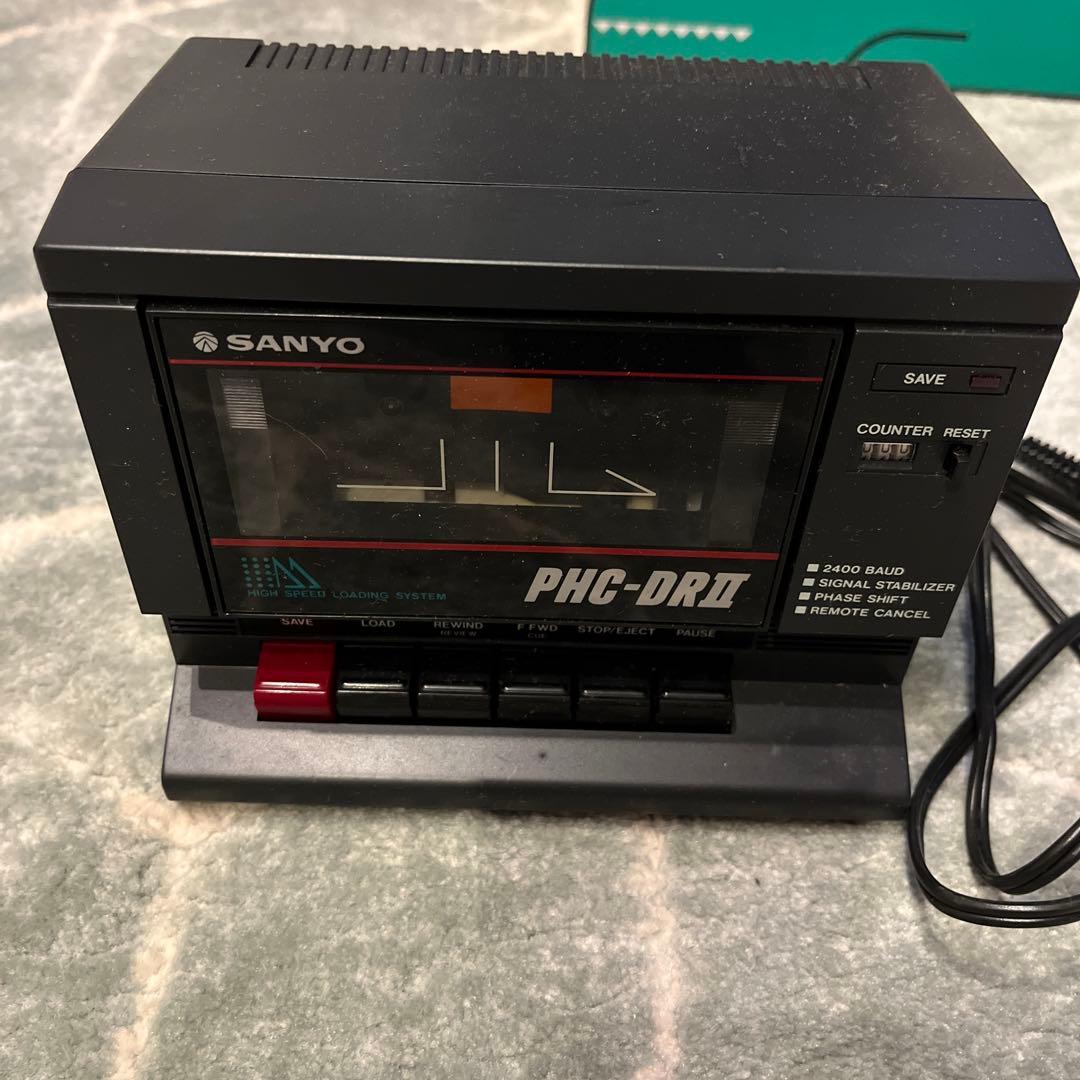 SANYO
SAVE
COUNTER RESET
HIGH SPEED LOADING SYSTEM
PHC-DRII
2400 BAUD
SIGNAL STABILIZER
PHASE SHIFT
REMOTE CANCEL
SAVE LOAD REWIND F FWD STOP/EJECT PAUSE
REVIEW CUE